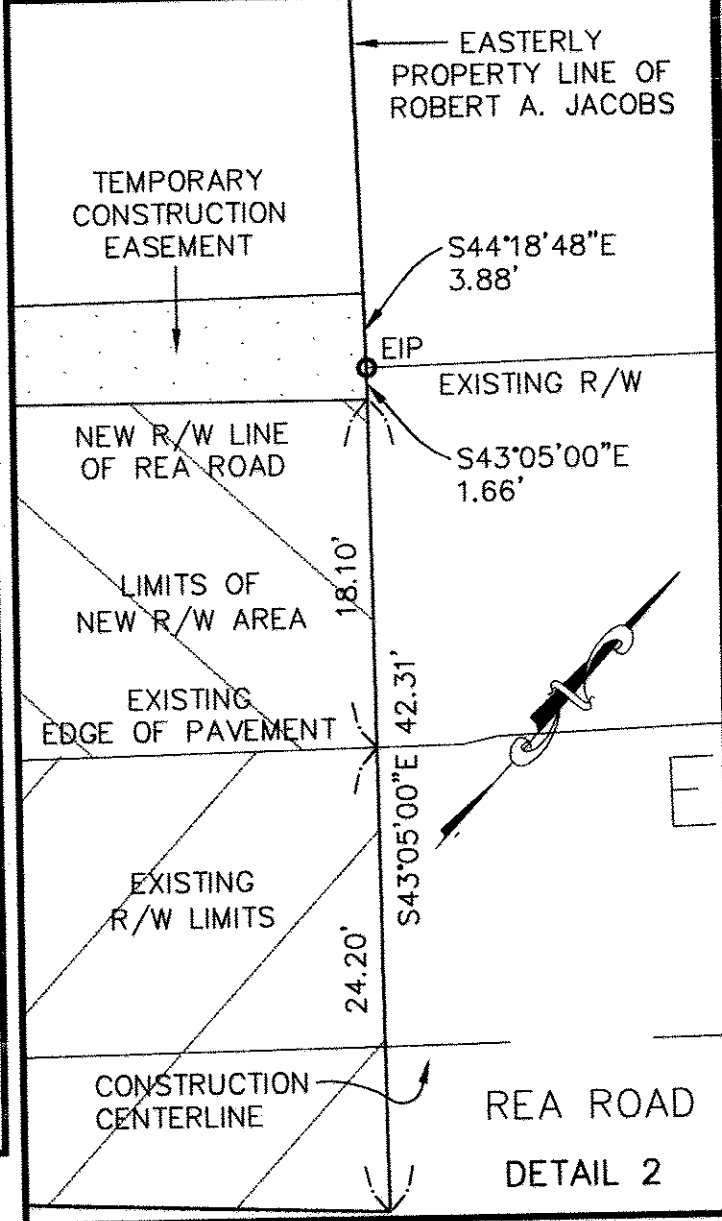 EASTERLY
PROPERTY LINE OF
ROBERT A. JACOBS
TEMPORARY
CONSTRUCTION
EASEMENT
S44°18'48"E
3.88'
EIP
EXISTING R/W
NEW R/W LINE
OF REA ROAD
S43°05'00"E
1.66'
18.10'
LIMITS OF
NEW R/W AREA
EXISTING
EDGE OF PAVEMENT
S43°05'00"E 42.31'
E
EXISTING
R/W LIMITS
24.20'
CONSTRUCTION
CENTERLINE
REA ROAD
DETAIL 2